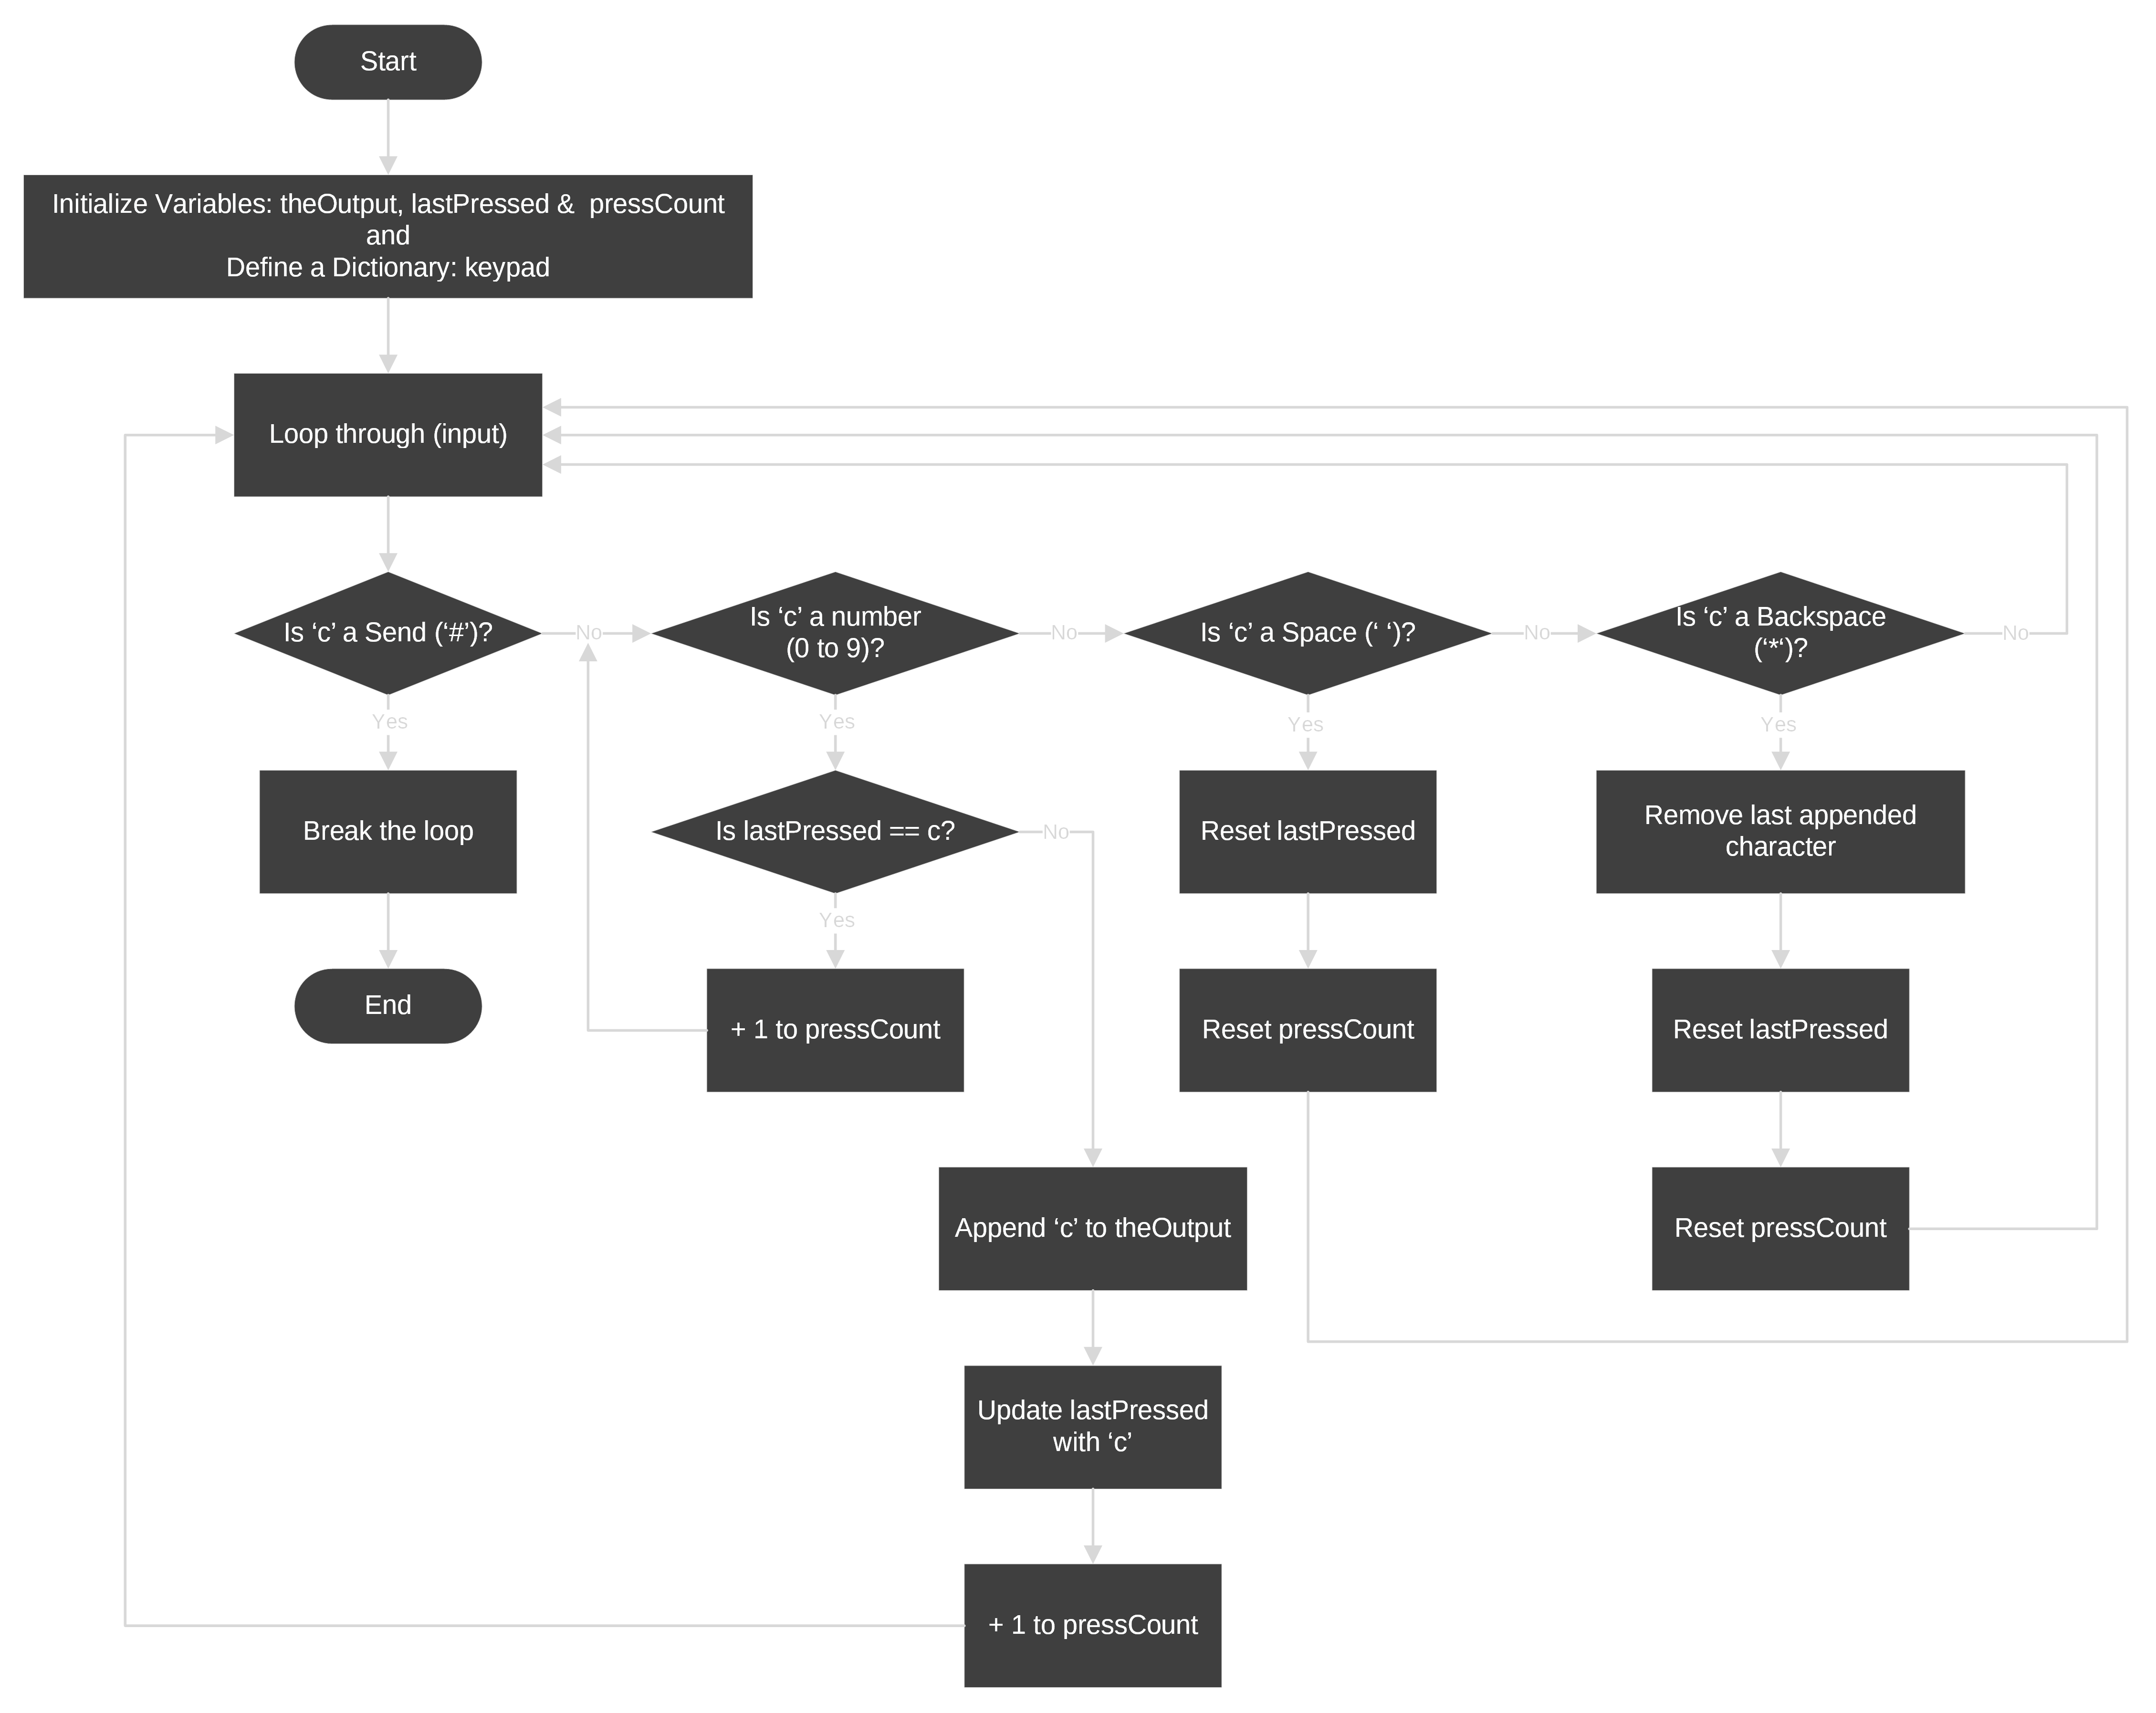 Start
Initialize Variables: theOutput, lastPressed &  pressCount
and
Define a Dictionary: keypad
Loop through (input)
Is ‘c’ a Send (‘#’)?
No
Is ‘c’ a number
(0 to 9)?
No
Is ‘c’ a Space (‘ ‘)?
No
Is ‘c’ a Backspace
(‘*‘)?
No
Yes
Yes
Yes
Yes
Break the loop
Is lastPressed == c?
No
Reset lastPressed
Remove last appended
character
Yes
End
+ 1 to pressCount
Reset pressCount
Reset lastPressed
Append ‘c’ to theOutput
Reset pressCount
Update lastPressed
with ‘c’
+ 1 to pressCount